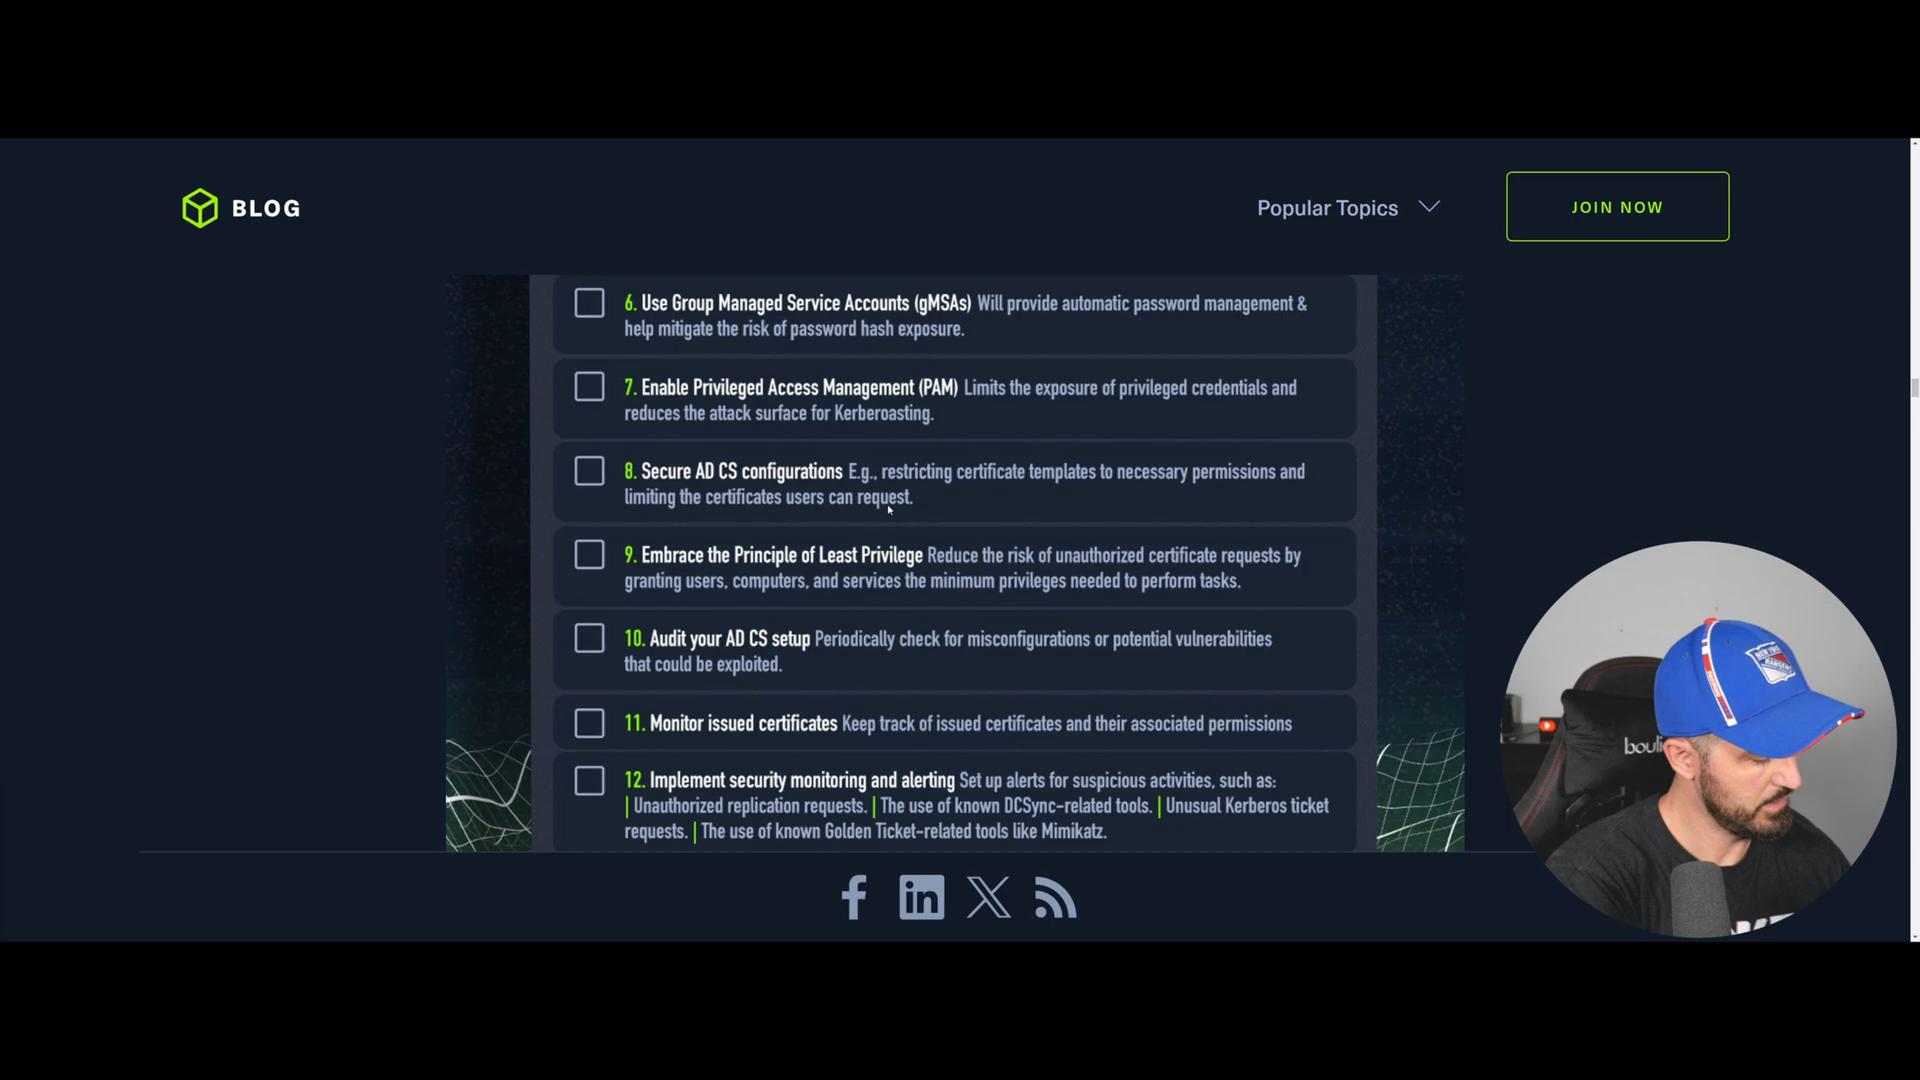 BLOG
Popular Topics
JOIN NOW
6. Use Group Managed Service Accounts (gMSAs) Will provide automatic password management &
help mitigate the risk of password hash exposure.
7. Enable Privileged Access Management (PAM) Limits the exposure of privileged credentials and
reduces the attack surface for Kerberoasting.
8. Secure AD CS configurations E.g., restricting certificate templates to necessary permissions and
limiting the certificates users can request.
9. Embrace the Principle of Least Privilege Reduce the risk of unauthorized certificate requests by
granting users, computers, and services the minimum privileges needed to perform tasks.
10. Audit your AD CS setup Periodically check for misconfigurations or potential vulnerabilities
that could be exploited.
11. Monitor issued certificates Keep track of issued certificates and their associated permissions
12. Implement security monitoring and alerting Set up alerts for suspicious activities, such as:
| Unauthorized replication requests. | The use of known DCSync-related tools. | Unusual Kerberos ticket
requests. | The use of known Golden Ticket-related tools like Mimikatz.
NEW YORK
RANGERS